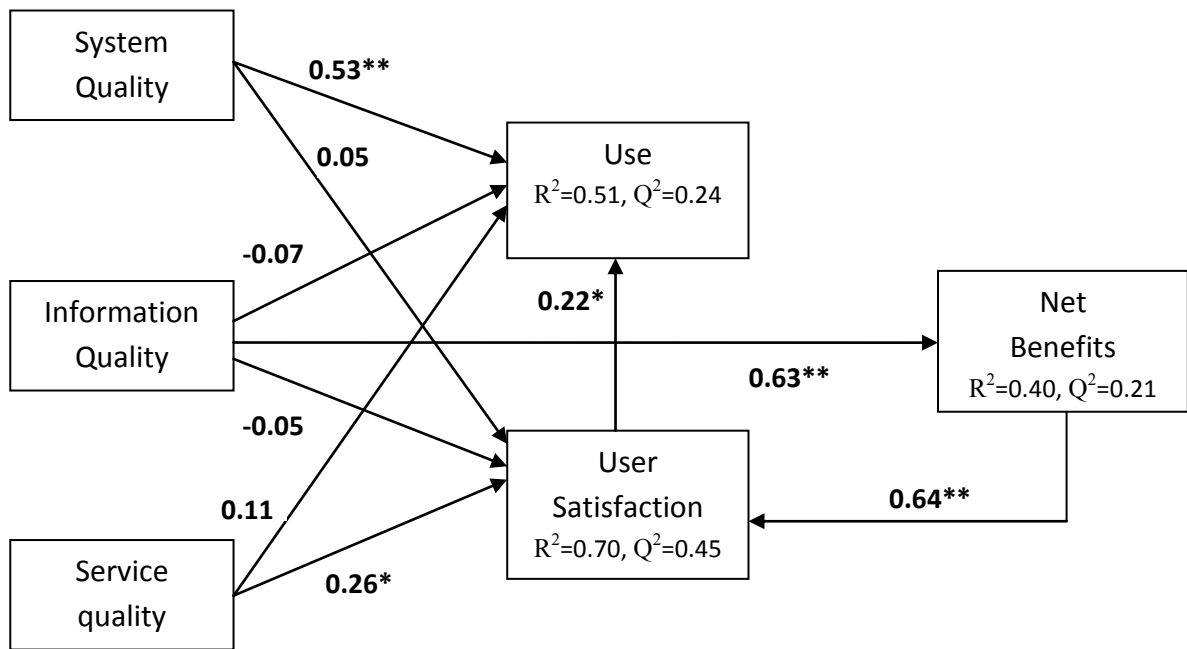 System
Quality
0.53**
0.05
Use
R²=0.51, Q²=0.24
-0.07
Information
Quality
0.22*
Net
Benefits
R²=0.40, Q²=0.21
0.63**
-0.05
User
Satisfaction
R²=0.70, Q²=0.45
0.64**
0.11
Service
quality
0.26*